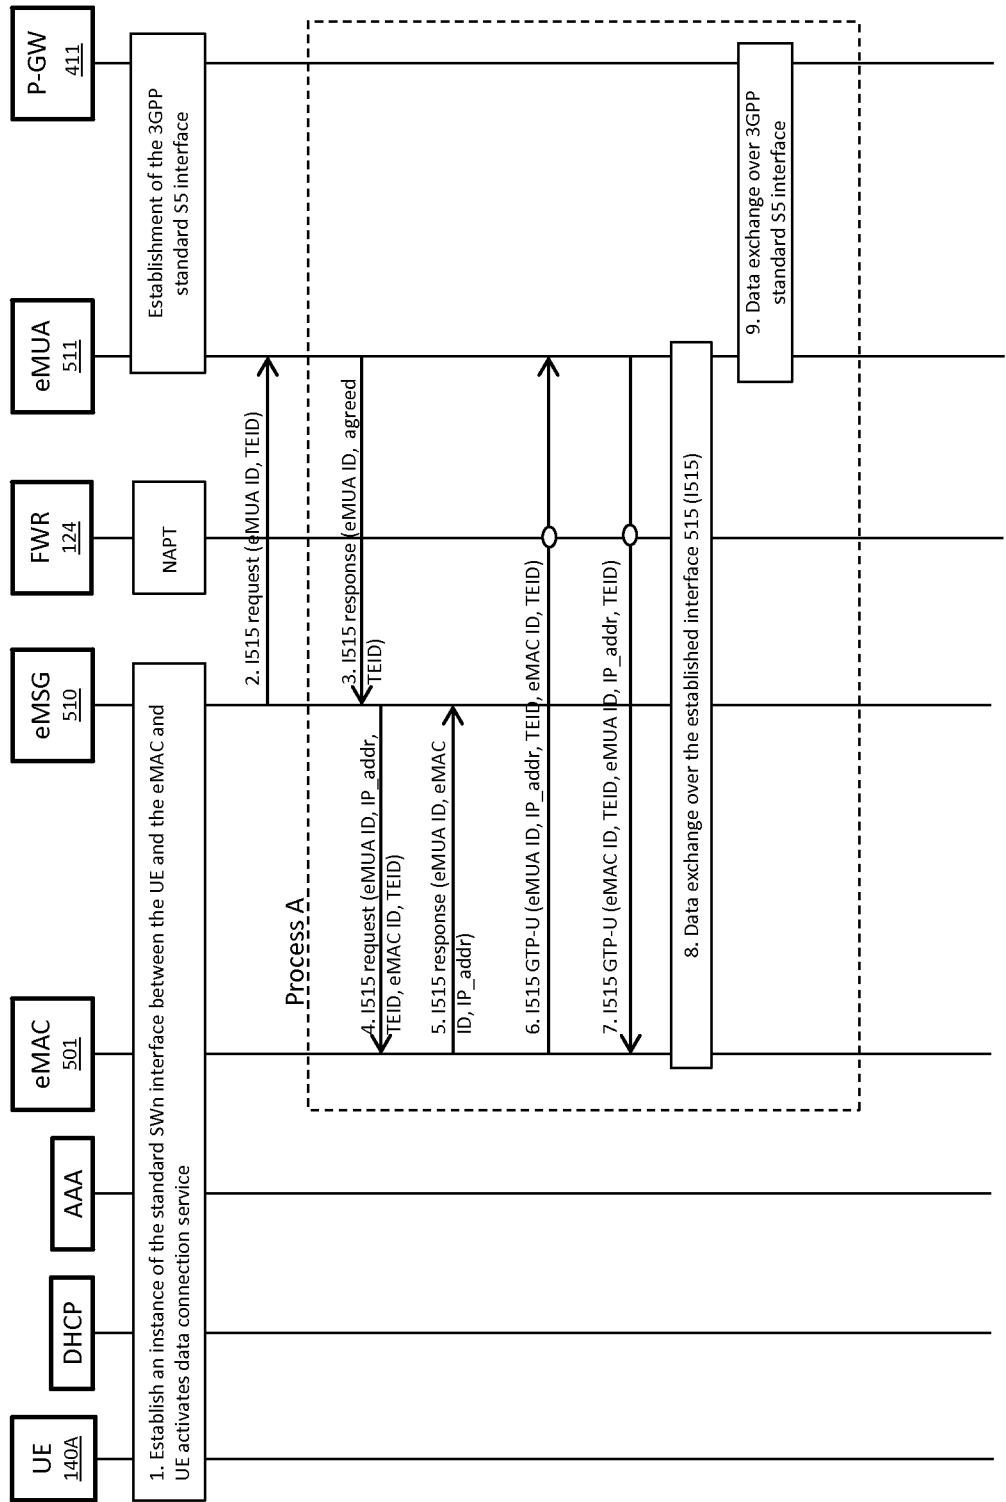 UE
140A
DHCP
AAA
eMAC
501
eMSG
510
FWR
124
eMUA
511
P-GW
411
1. Establish an instance of the standard SWn interface between the UE and the eMAC and
UE activates data connection service
NAPT
Establishment of the 3GPP
standard S5 interface
2. I515 request (eMUA ID, TEID)
Process A
3. I515 response (eMUA ID, agreed
TEID)
4. I515 request (eMUA ID, IP_addr,
TEID, eMAC ID, TEID)
5. I515 response (eMUA ID, eMAC
ID, IP_addr)
6. I515 GTP-U (eMUA ID, IP_addr, TEID, eMAC ID, TEID)
7. I515 GTP-U (eMAC ID, TEID, eMUA ID, IP_addr, TEID)
8. Data exchange over the established interface 515 (I515)
9. Data exchange over 3GPP
standard S5 interface